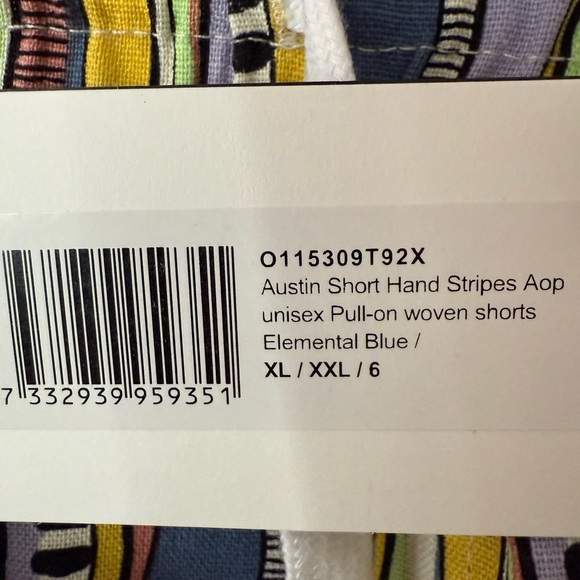 O115309T92X
Austin Short Hand Stripes Aop
unisex Pull-on woven shorts
Elemental Blue /
XL / XXL / 6
7 332939 959351